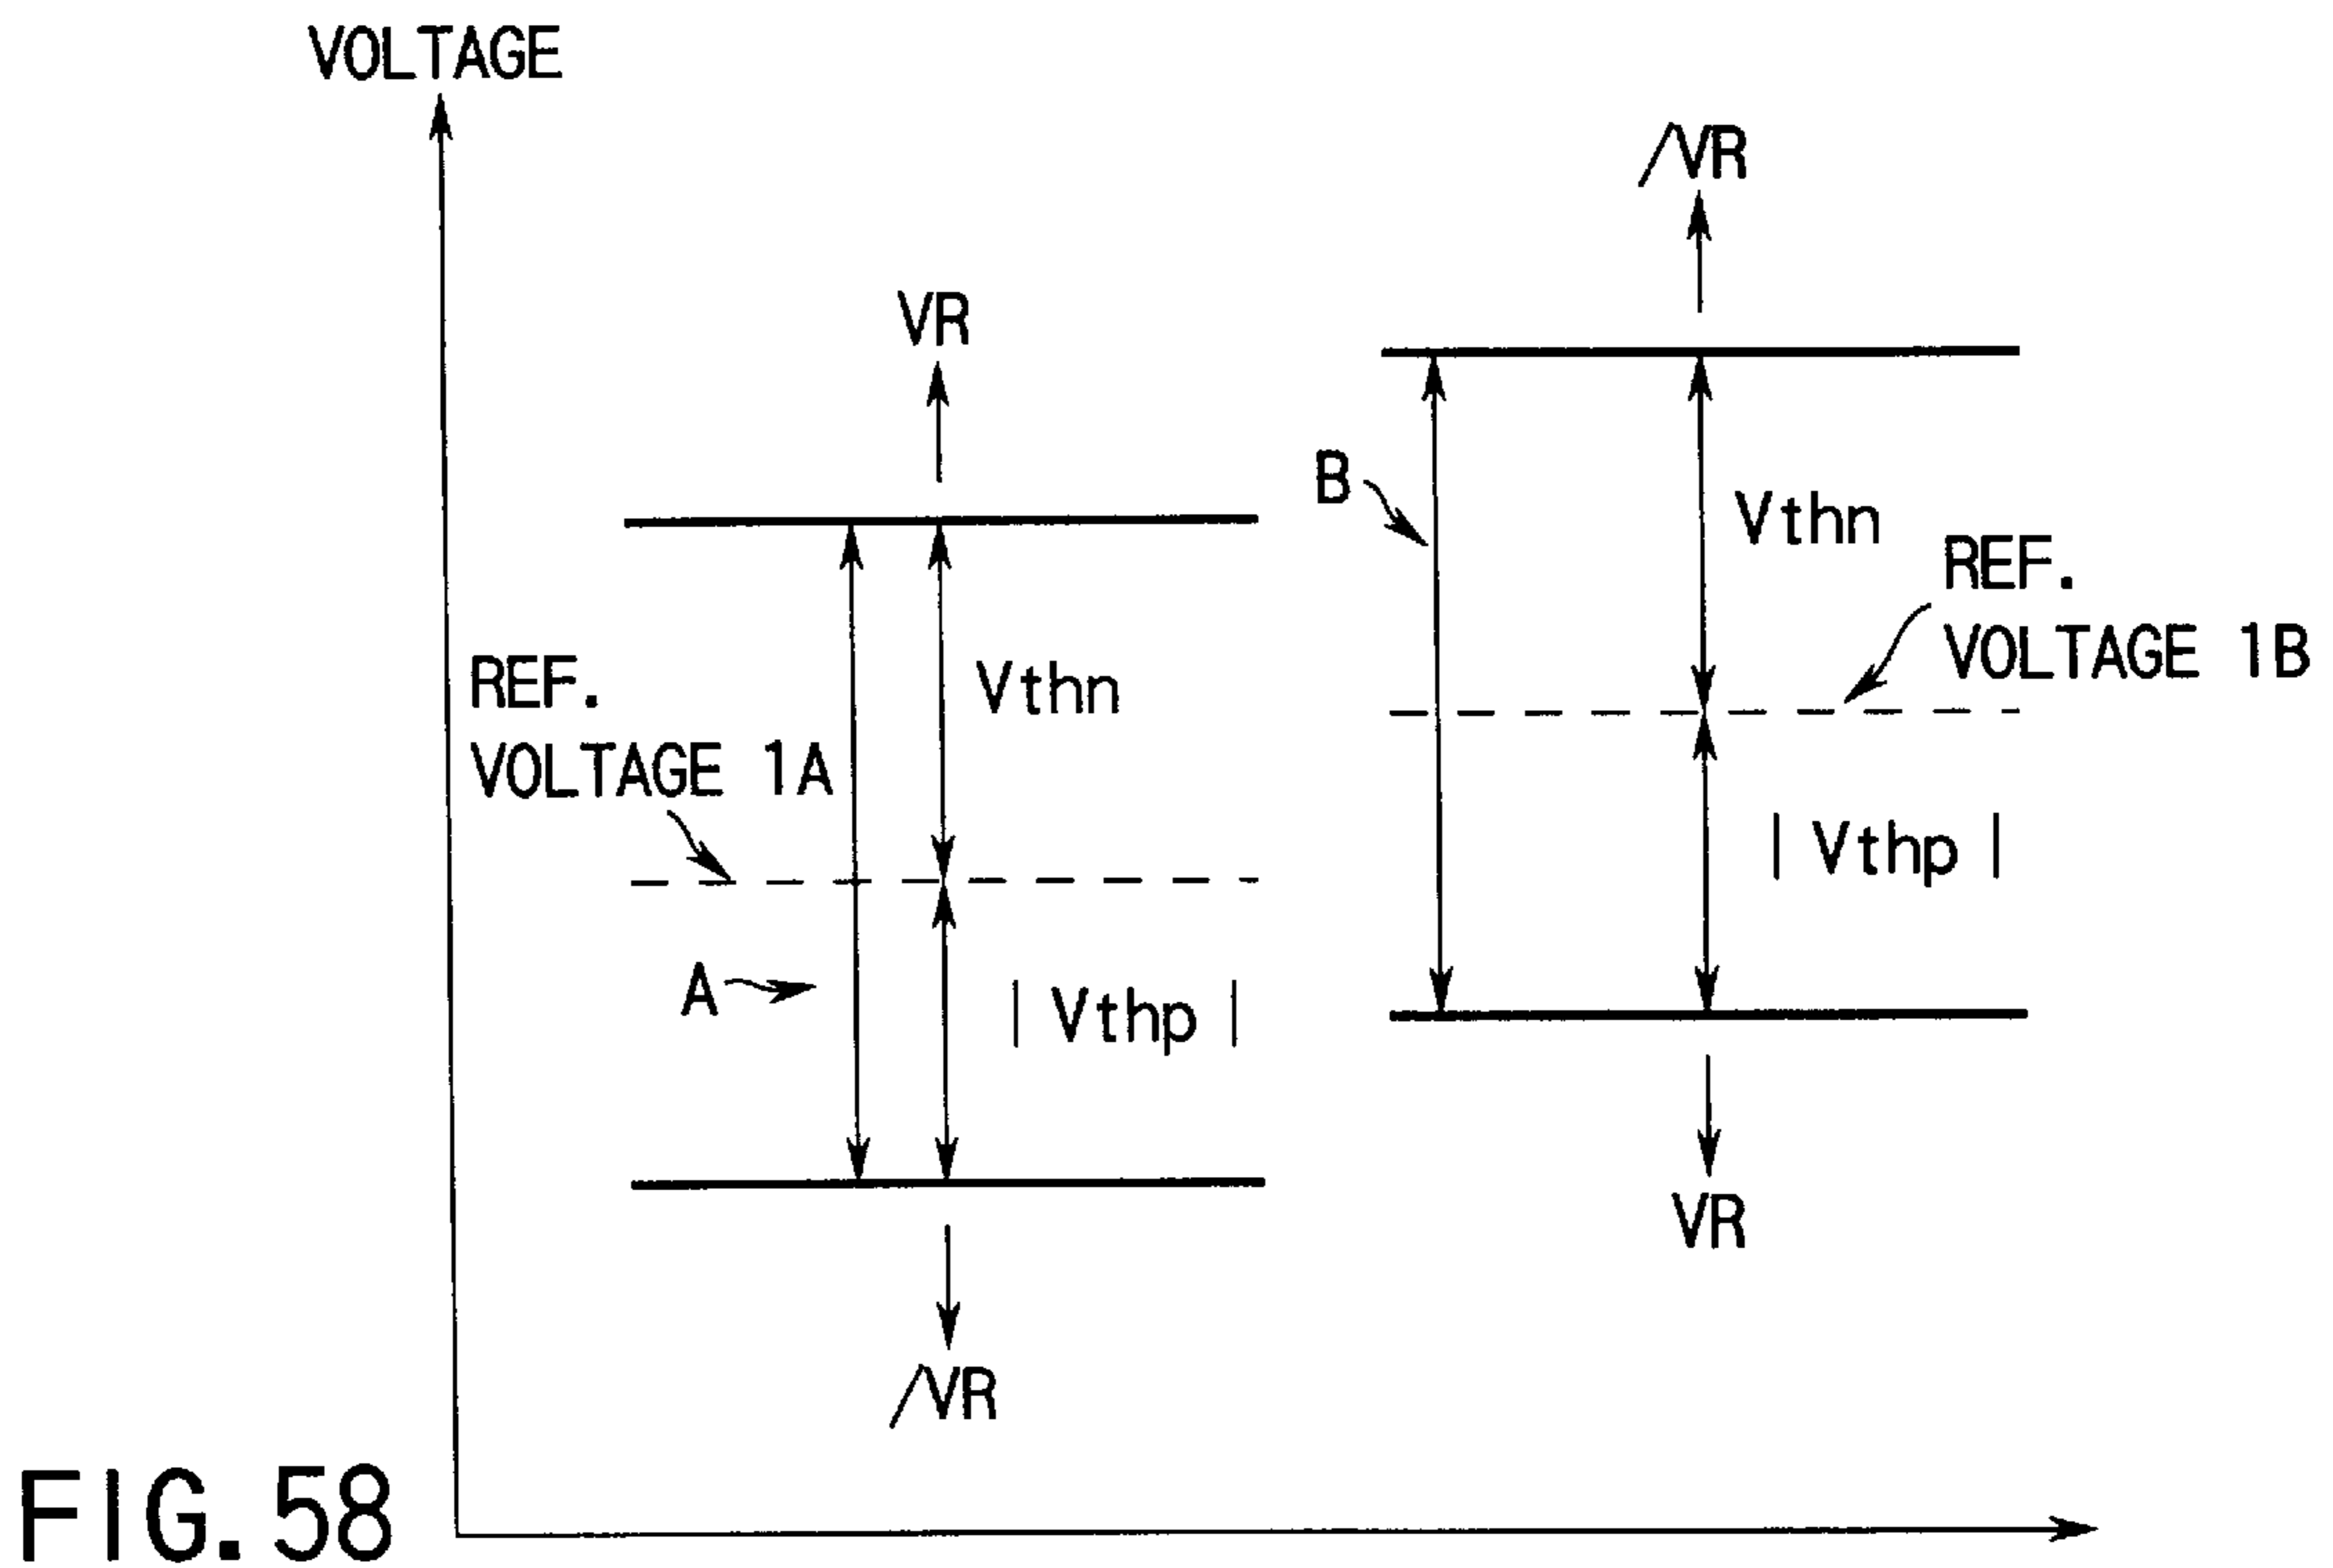 VOLTAGE
/VR
VR
B
Vthn
REF.
VOLTAGE 1B
REF.
VOLTAGE 1A
Vthn
| Vthp |
A
| Vthp |
VR
/VR
FIG.58